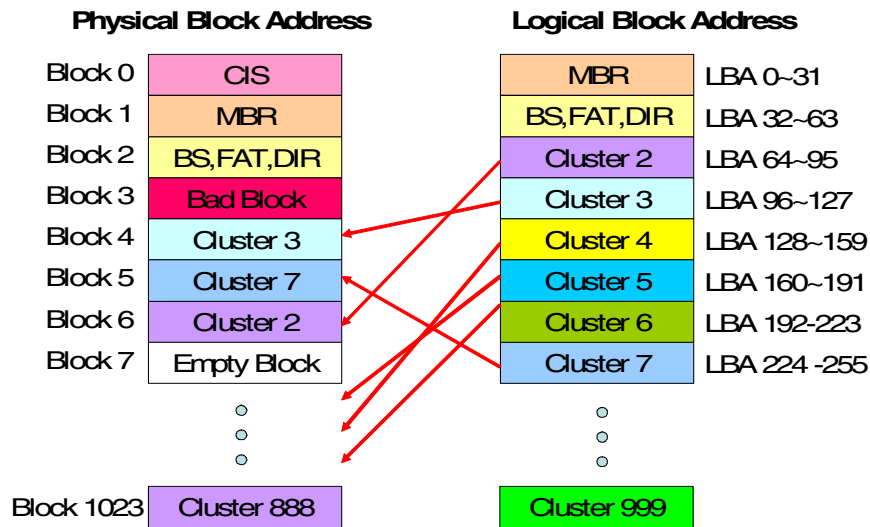 Physical Block Address
Logical Block Address
Block 0
CIS
MBR
LBA 0~31
Block 1
MBR
BS,FAT,DIR
LBA 32~63
Block 2
BS,FAT,DIR
Cluster 2
LBA 64~95
Block 3
Bad Block
Cluster 3
LBA 96~127
Block 4
Cluster 3
Cluster 4
LBA 128~159
Block 5
Cluster 7
Cluster 5
LBA 160~191
Block 6
Cluster 2
Cluster 6
LBA 192-223
Block 7
Empty Block
Cluster 7
LBA 224 -255
Block 1023
Cluster 888
Cluster 999